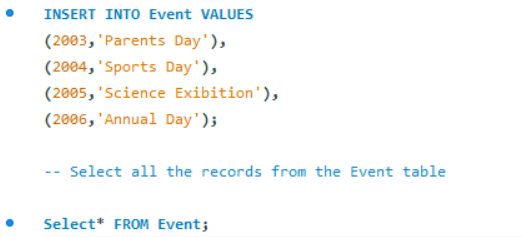 INSERT INTO Event VALUES
(2003,'Parents Day'),
(2004,'Sports Day'),
(2005,'Science Exibition'),
(2006,'Annual Day');
-- Select all the records from the Event table
Select* FROM Event;